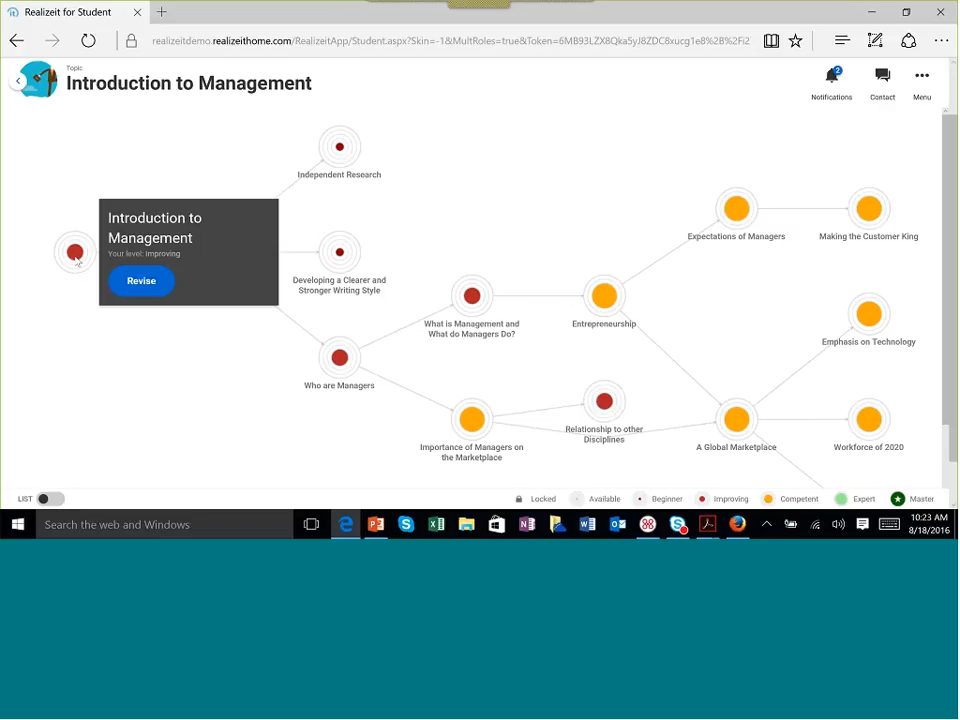 Realizeit for Student
realizeitdemo.realizeithome.com/RealizeitApp/Student.aspx?Skin=-1&MultRoles=true&Token=6MB93LZX8Qka5yJ8ZDC8xucg1e8%2B%2Fi2
Topic
Introduction to Management
2
Notifications
Contact
Menu
Independent Research
Introduction to
Management
Your level: Improving
Revise
Developing a Clearer and
Stronger Writing Style
Who are Managers
What is Management and
What do Managers Do?
Entrepreneurship
Expectations of Managers
Making the Customer King
Emphasis on Technology
Importance of Managers on
the Marketplace
Relationship to other
Disciplines
A Global Marketplace
Workforce of 2020
LIST
Locked
Available
Beginner
Improving
Competent
Expert
Master
Search the web and Windows
10:23 AM
8/18/2016